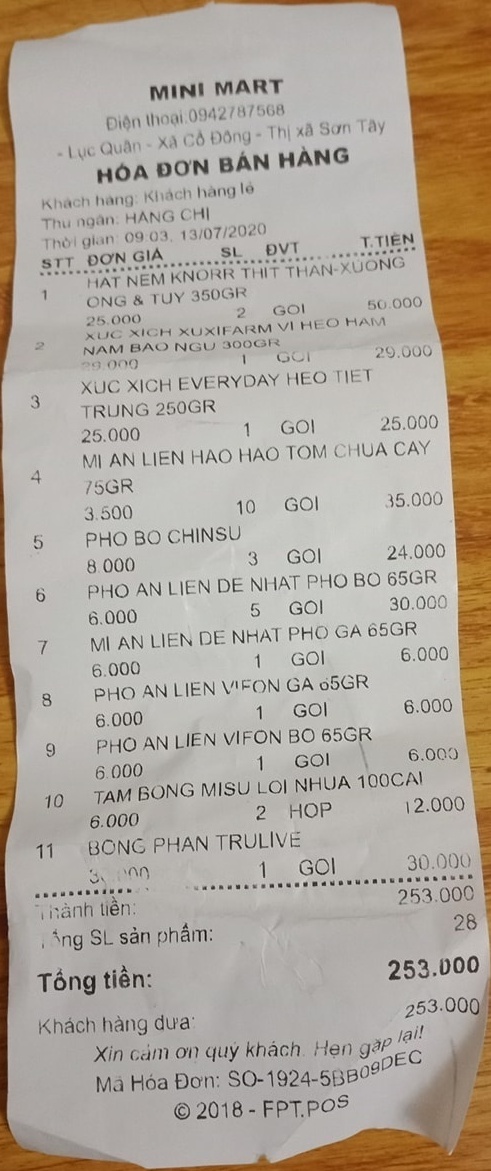 MINI MART
Điện thoại:0942787568
- Lục Quân - Xã Cổ Đông - Thị xã Sơn Tây
HÓA ĐƠN BÁN HÀNG
Khách hàng: Khách hàng lẻ
Thu ngân: HANG CHỊ
Thời gian: 09:03, 13/07/2020
STT ĐƠN GIÁ SL ĐVT T.TIỀN
1 HAT NEM KNORR THIT THAN-XUONG
ONG & TUY 350GR
25.000 2 GOI 50.000
2 XUC XICH XUXIFARM VI HEO HAM
NAM BAO NGU 300GR
29.000 1 GOI 29.000
3 XUC XICH EVERYDAY HEO TIET
TRUNG 250GR
25.000 1 GOI 25.000
4 MI AN LIEN HAO HAO TOM CHUA CAY
75GR
3.500 10 GOI 35.000
5 PHO BO CHINSU
8.000 3 GOI 24.000
6 PHO AN LIEN DE NHAT PHO BO 65GR
6.000 5 GOI 30.000
7 MI AN LIEN DE NHAT PHO GA 65GR
6.000 1 GOI 6.000
8 PHO AN LIEN VIFON GA 65GR
6.000 1 GOI 6.000
9 PHO AN LIEN VIFON BO 65GR
6.000 1 GOI 6.000
10 TAM BONG MISU LOI NHUA 100CAI
6.000 2 HOP 12.000
11 BONG PHAN TRULIVE
1 GOI 30.000
Thành tiền: 253.000
Tổng SL sản phẩm: 28
Tổng tiền: 253.000
Khách hàng đưa: 253.000
Xin cảm ơn quý khách. Hẹn gặp lại!
Mã Hóa Đơn: SO-1924-5BB09DEC
© 2018 - FPT.POS